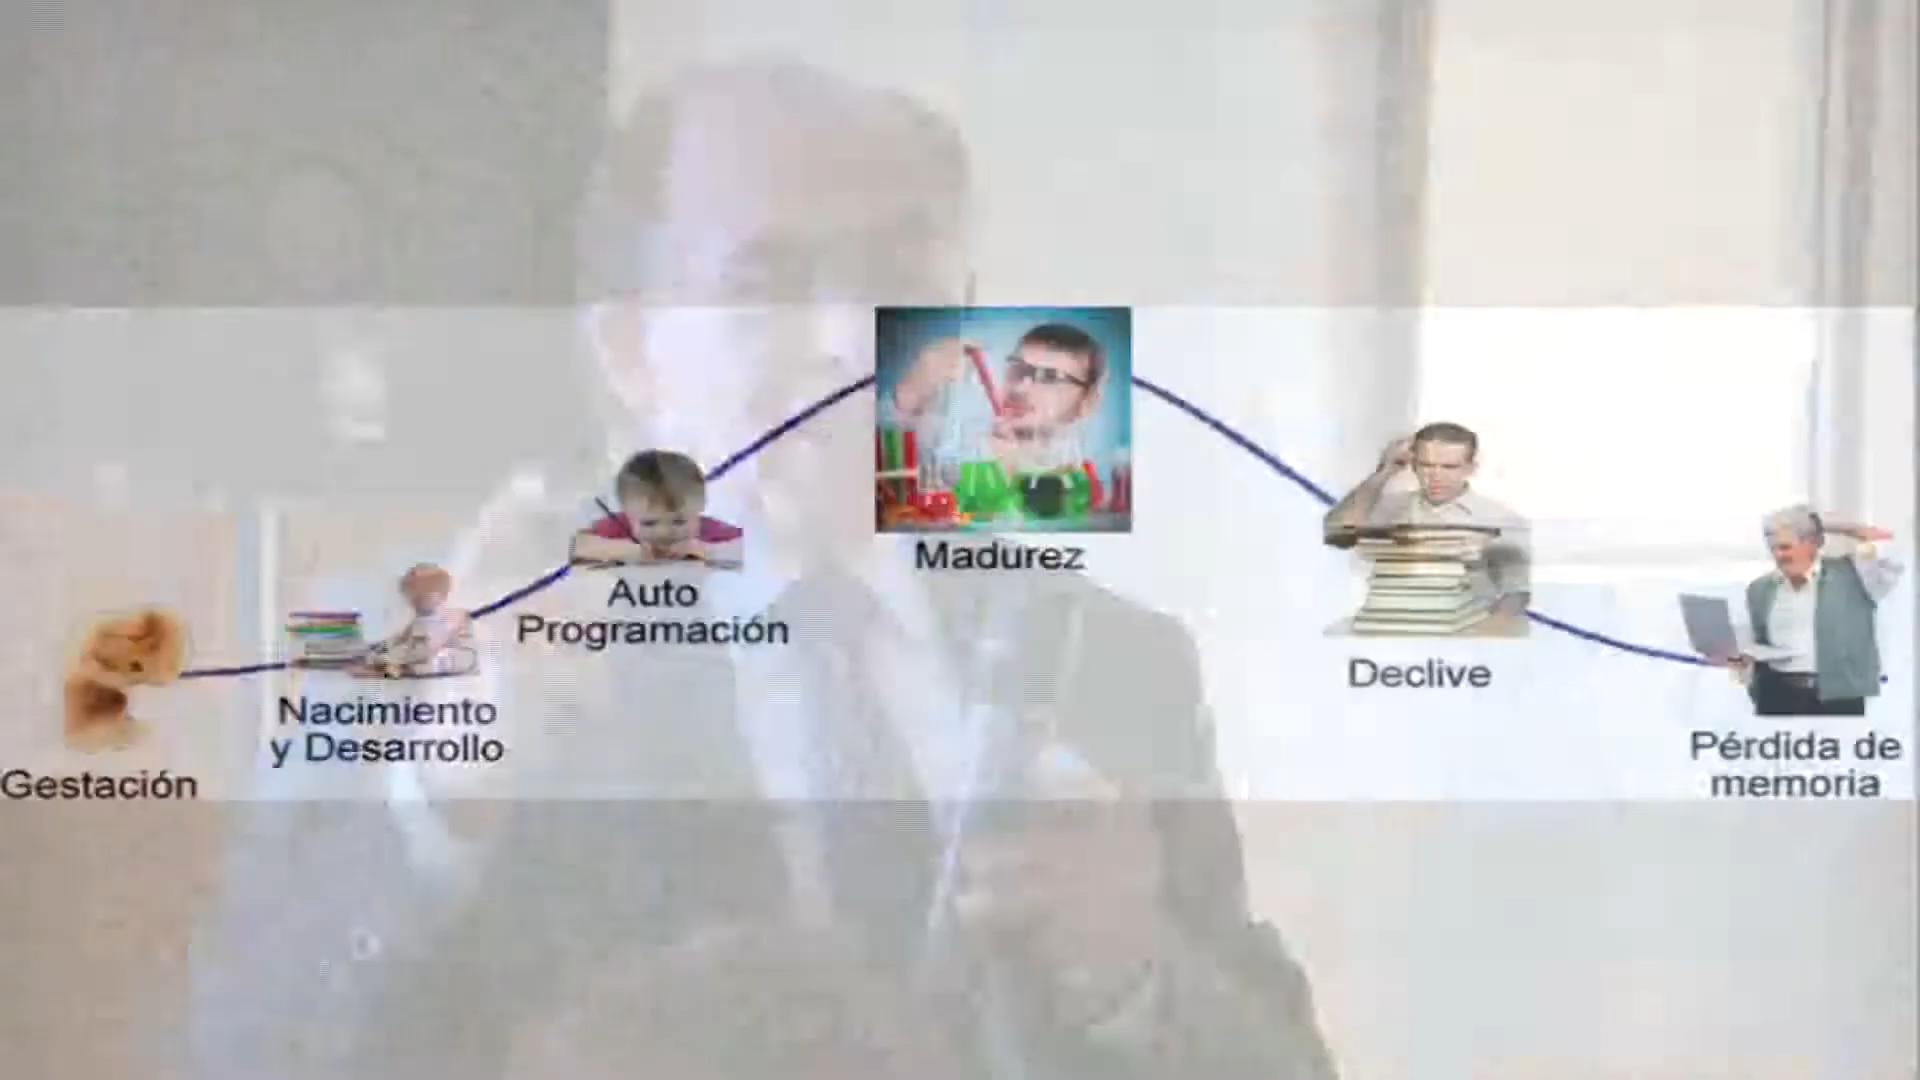 Gestación
Nacimiento
y Desarrollo
Auto
Programación
Madurez
Declive
Pérdida de
memoria